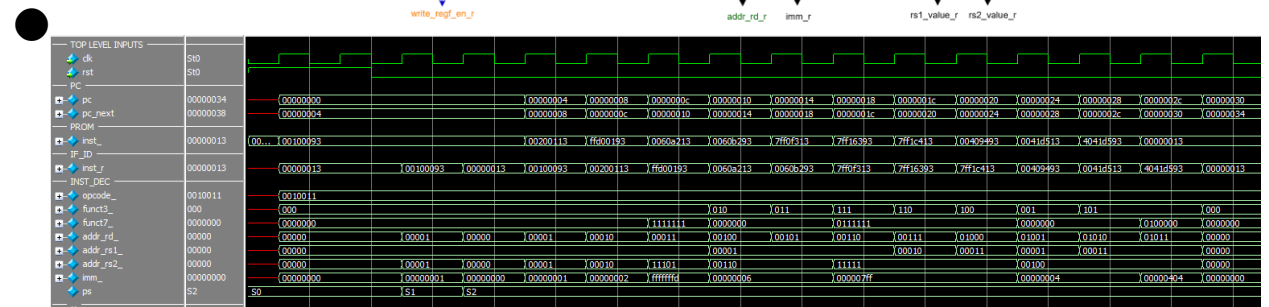 write_regf_en_r addr_rd_r imm_r rs1_value_r rs2_value_r
TOP LEVEL INPUTS
clk St0
rst St0
PC
pc 00000034 00000000 00000004 00000008 0000000c 00000010 00000014 00000018 0000001c 00000020 00000024 00000028 0000002c 00000030
pc_next 00000038 00000004 00000008 0000000c 00000010 00000014 00000018 0000001c 00000020 00000024 00000028 0000002c 00000030 00000034
PROM
inst_ 00000013 00... 00100093 00200113 ffd00193 0060a213 0060b293 7ff0f313 7ff16393 7ff1c413 00409493 0041d513 4041d593 00000013
IF_ID
inst_r 00000013 00000013 00100093 00000013 00100093 00200113 ffd00193 0060a213 0060b293 7ff0f313 7ff16393 7ff1c413 00409493 0041d513 4041d593 00000013
INST_DEC
opcode_ 0010011 0010011
funct3_ 000 000 010 011 111 110 100 001 101 000
funct7_ 0000000 0000000 1111111 0000000 0111111 0000000 0100000 0000000
addr_rd_ 00000 00000 00001 00000 00001 00010 00011 00100 00101 00110 00111 01000 01001 01010 01011 00000
addr_rs1_ 00000 00000 00001 00010 00011 00001 00011 00000
addr_rs2_ 00000 00000 00001 00000 00001 00010 11101 00110 11111 00100 00000
imm_ 00000000 00000000 00000001 00000000 00000001 00000002 fffffffd 00000006 000007ff 00000004 00000404 00000000
ps S2 S0 S1 S2